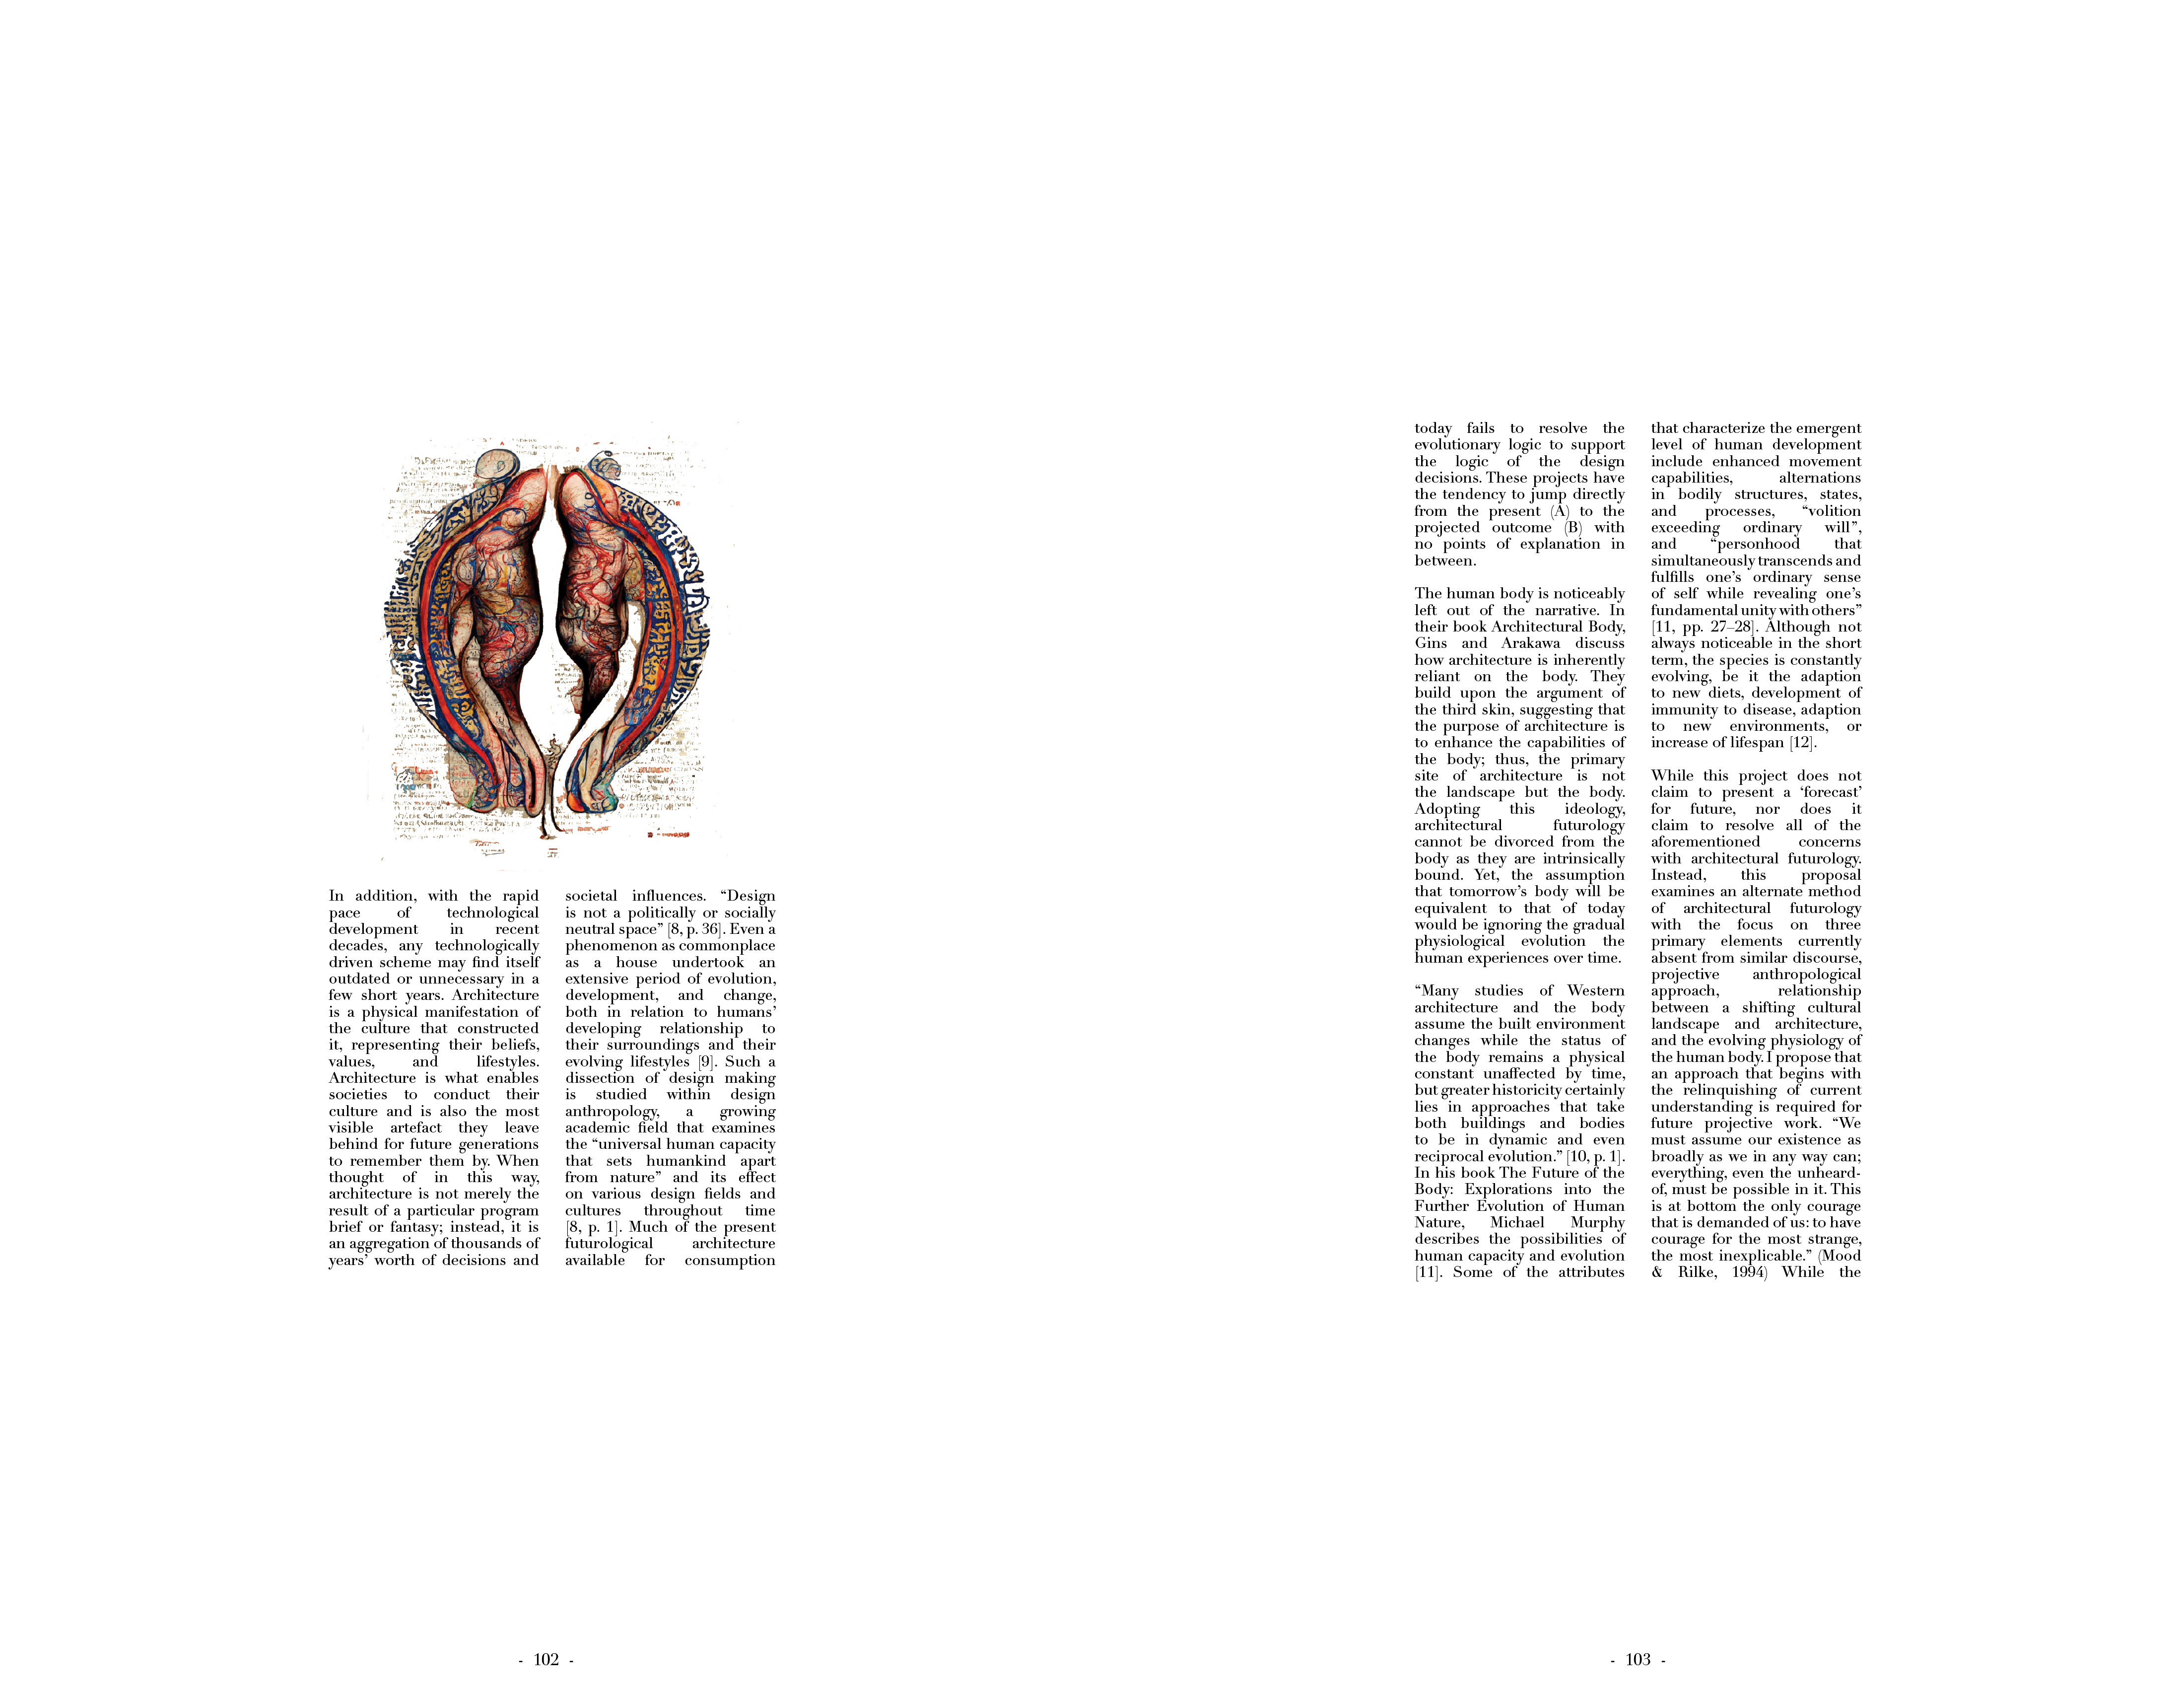 In addition, with the rapid
pace of technological
development in recent
decades, any technologically
driven scheme may find itself
outdated or unnecessary in a
few short years. Architecture
is a physical manifestation of
the culture that constructed
it, representing their beliefs,
values, and lifestyles.
Architecture is what enables
societies to conduct their
culture and is also the most
visible artefact they leave
behind for future generations
to remember them by. When
thought of in this way,
architecture is not merely the
result of a particular program
brief or fantasy; instead, it is
an aggregation of thousands of
years’ worth of decisions and
societal influences. “Design
is not a politically or socially
neutral space” [8, p. 36]. Even a
phenomenon as commonplace
as a house undertook an
extensive period of evolution,
development, and change,
both in relation to humans’
developing relationship to
their surroundings and their
evolving lifestyles [9]. Such a
dissection of design making
is studied within design
anthropology, a growing
academic field that examines
the “universal human capacity
that sets humankind apart
from nature” and its effect
on various design fields and
cultures throughout time
[8, p. 1]. Much of the present
futurological architecture
available for consumption
- 102 -
today fails to resolve the
evolutionary logic to support
the logic of the design
decisions. These projects have
the tendency to jump directly
from the present (A) to the
projected outcome (B) with
no points of explanation in
between.
The human body is noticeably
left out of the narrative. In
their book Architectural Body,
Gins and Arakawa discuss
how architecture is inherently
reliant on the body. They
build upon the argument of
the third skin, suggesting that
the purpose of architecture is
to enhance the capabilities of
the body; thus, the primary
site of architecture is not
the landscape but the body.
Adopting this ideology,
architectural futurology
cannot be divorced from the
body as they are intrinsically
bound. Yet, the assumption
that tomorrow’s body will be
equivalent to that of today
would be ignoring the gradual
physiological evolution the
human experiences over time.
“Many studies of Western
architecture and the body
assume the built environment
changes while the status of
the body remains a physical
constant unaffected by time,
but greater historicity certainly
lies in approaches that take
both buildings and bodies
to be in dynamic and even
reciprocal evolution.” [10, p. 1].
In his book The Future of the
Body: Explorations into the
Further Evolution of Human
Nature, Michael Murphy
describes the possibilities of
human capacity and evolution
[11]. Some of the attributes
that characterize the emergent
level of human development
include enhanced movement
capabilities, alternations
in bodily structures, states,
and processes, “volition
exceeding ordinary will”,
and “personhood that
simultaneously transcends and
fulfills one’s ordinary sense
of self while revealing one’s
fundamental unity with others”
[11, pp. 27–28]. Although not
always noticeable in the short
term, the species is constantly
evolving, be it the adaption
to new diets, development of
immunity to disease, adaption
to new environments, or
increase of lifespan [12].
While this project does not
claim to present a ‘forecast’
for future, nor does it
claim to resolve all of the
aforementioned concerns
with architectural futurology.
Instead, this proposal
examines an alternate method
of architectural futurology
with the focus on three
primary elements currently
absent from similar discourse,
projective anthropological
approach, relationship
between a shifting cultural
landscape and architecture,
and the evolving physiology of
the human body. I propose that
an approach that begins with
the relinquishing of current
understanding is required for
future projective work. “We
must assume our existence as
broadly as we in any way can;
everything, even the unheard-
of, must be possible in it. This
is at bottom the only courage
that is demanded of us: to have
courage for the most strange,
the most inexplicable.” (Mood
& Rilke, 1994) While the
- 103 -